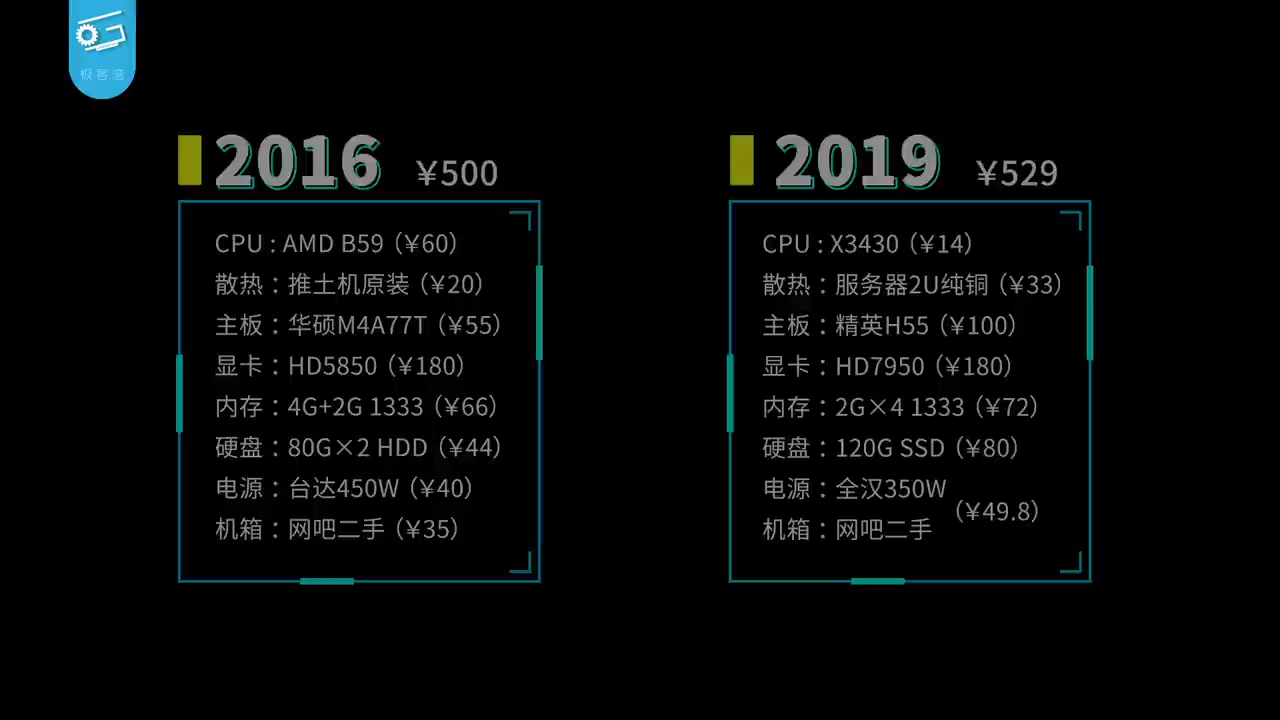 极客湾
2016 ¥500
CPU : AMD B59 (¥60)
散热：推土机原装 (¥20)
主板：华硕M4A77T (¥55)
显卡：HD5850 (¥180)
内存：4G+2G 1333 (¥66)
硬盘：80G×2 HDD (¥44)
电源：台达450W (¥40)
机箱：网吧二手 (¥35)
2019 ¥529
CPU : X3430 (¥14)
散热：服务器2U纯铜 (¥33)
主板：精英H55 (¥100)
显卡：HD7950 (¥180)
内存：2G×4 1333 (¥72)
硬盘：120G SSD (¥80)
电源：全汉350W
机箱：网吧二手
(¥49.8)